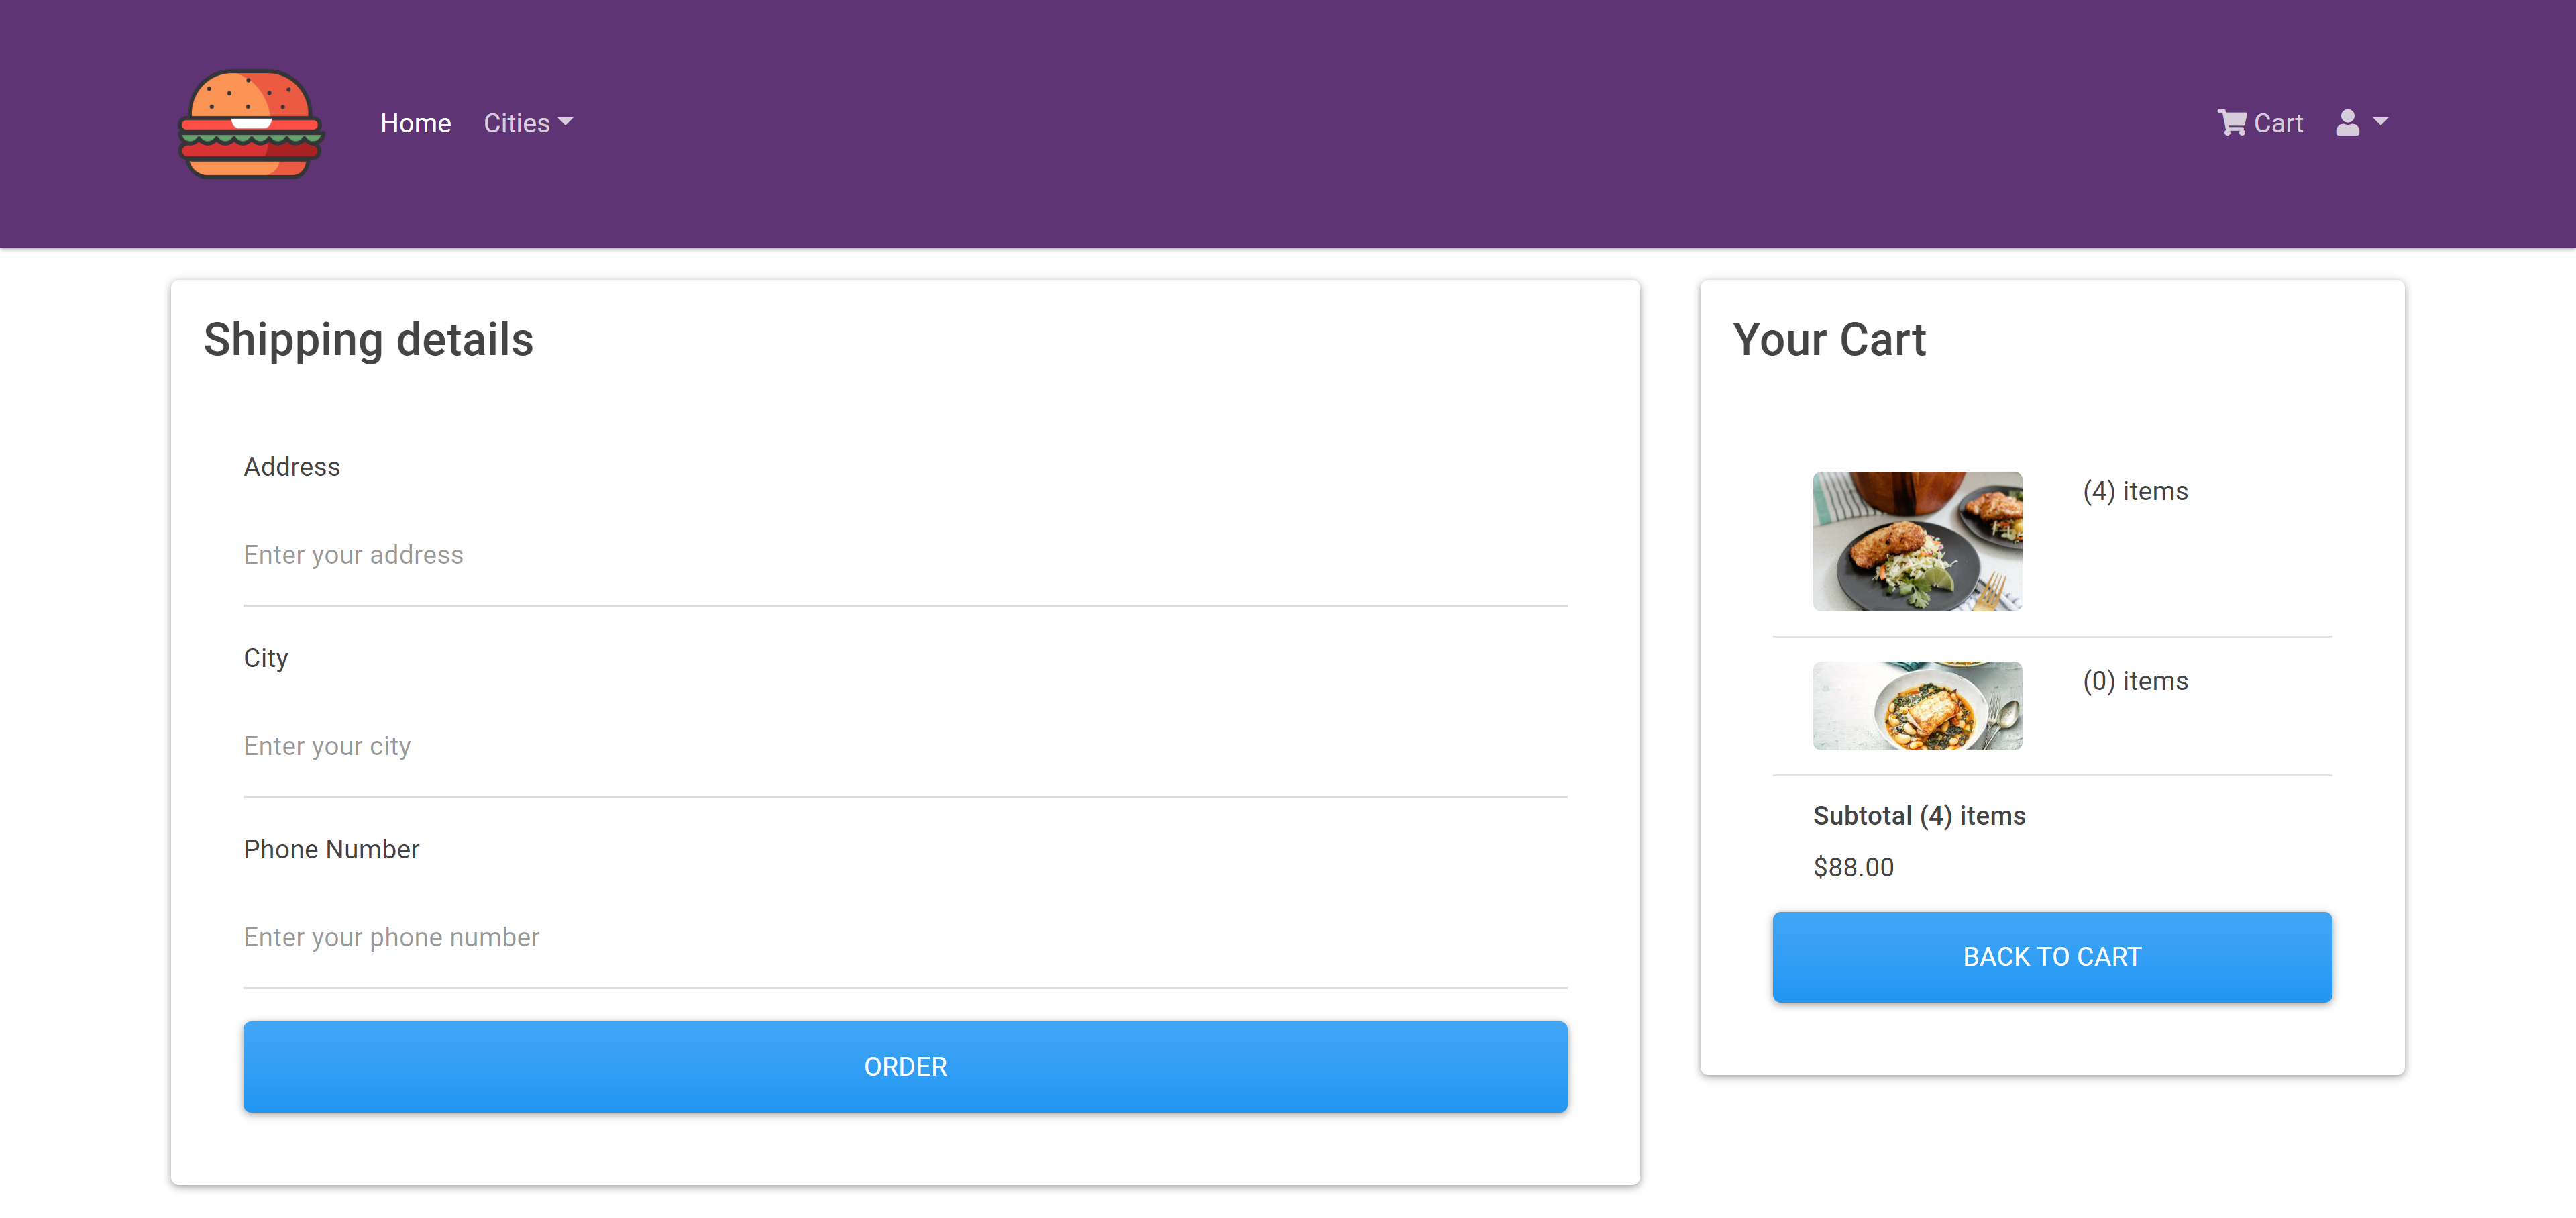 Home Cities
Cart
Shipping details
Address
Enter your address
City
Enter your city
Phone Number
Enter your phone number
ORDER
Your Cart
(4) items
(0) items
Subtotal (4) items
$88.00
BACK TO CART